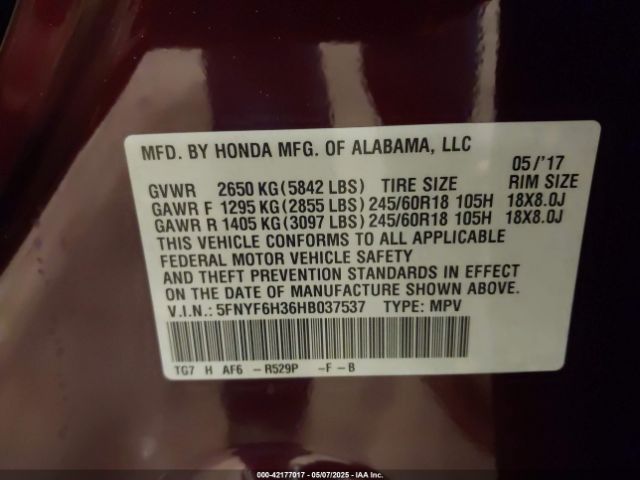 MFD. BY HONDA MFG. OF ALABAMA, LLC
05/'17
GVWR 2650 KG (5842 LBS) TIRE SIZE RIM SIZE
GAWR F 1295 KG (2855 LBS) 245/60R18 105H 18X8.0J
GAWR R 1405 KG (3097 LBS) 245/60R18 105H 18X8.0J
THIS VEHICLE CONFORMS TO ALL APPLICABLE
FEDERAL MOTOR VEHICLE SAFETY
AND THEFT PREVENTION STANDARDS IN EFFECT
ON THE DATE OF MANUFACTURE SHOWN ABOVE.
V.I.N.: 5FNYF6H36HB037537 TYPE: MPV
TG7 H AF6 -R529P -F-B
000-42177017 — 05/07/2025 — IAAI, Inc.